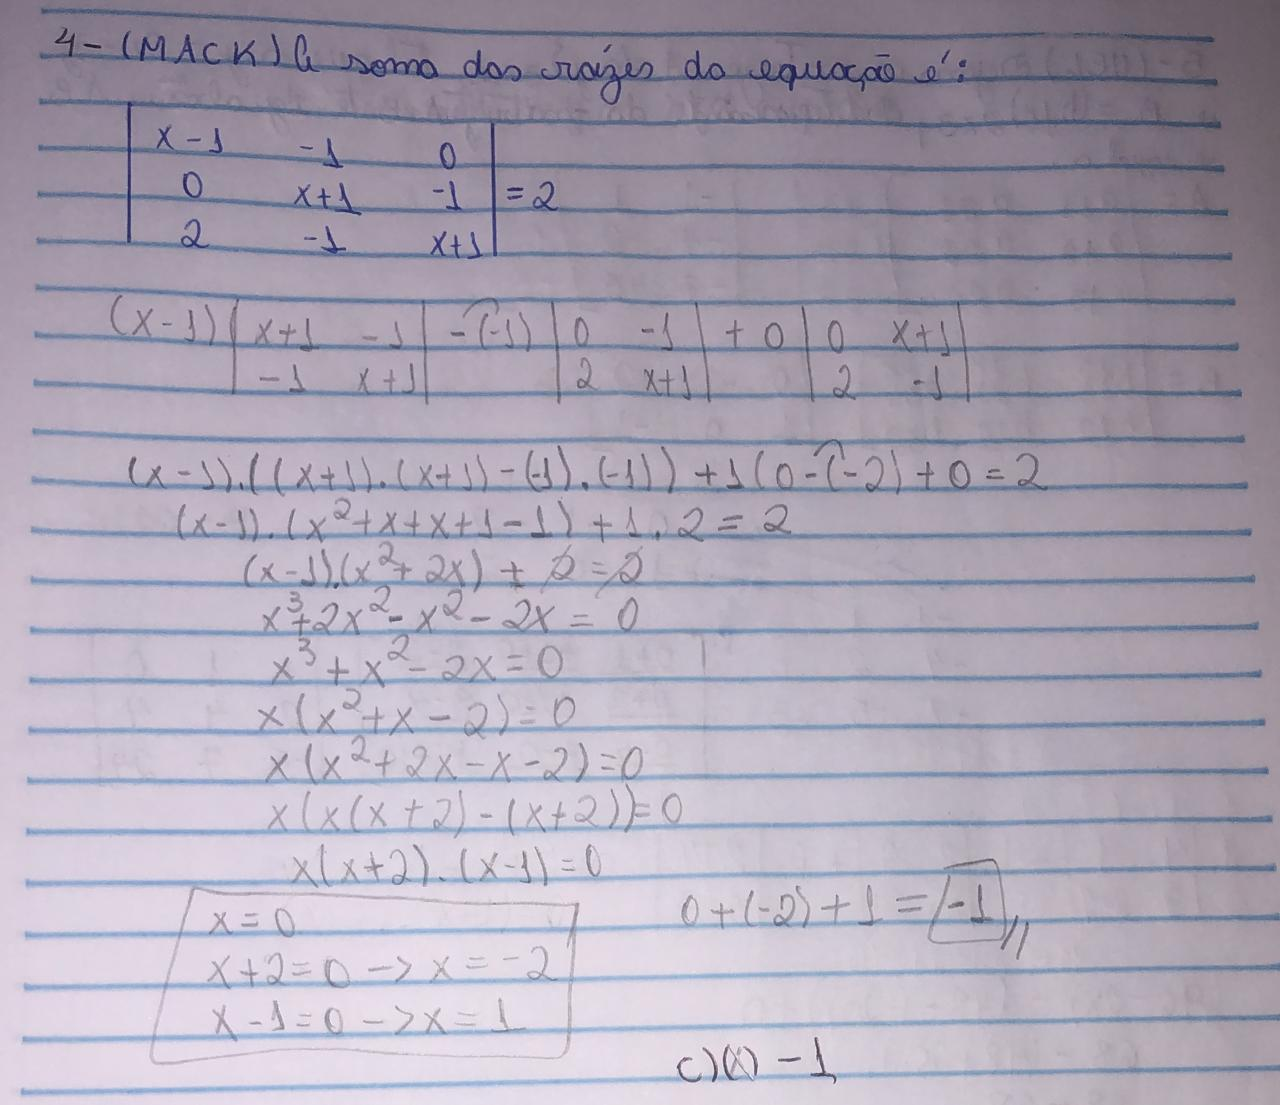 4- (MACK) A soma das raízes da equação é:
| x-1 -1 0 |
| 0 x+1 -1 | = 2
| 2 -1 x+1 |
(x-1) | x+1 -1 | -(-1) | 0 -1 | + 0 | 0 x+1 |
| -1 x+1 | | 2 x+1 | | 2 -1 |
(x-1).((x+1).(x+1)-(-1).(-1)) +1(0-(-2)+0=2
(x-1).(x²+x+x+1-1)+1.2=2
(x-1).(x²+2x)+2=2
x³+2x²-x²-2x=0
x³+x²-2x=0
x(x²+x-2)=0
x(x²+2x-x-2)=0
x(x(x+2)-(x+2))=0
x(x+2).(x-1)=0
x=0
x+2=0->x=-2
x-1=0->x=1
0+(-2)+1=-1//
c)(x) -1